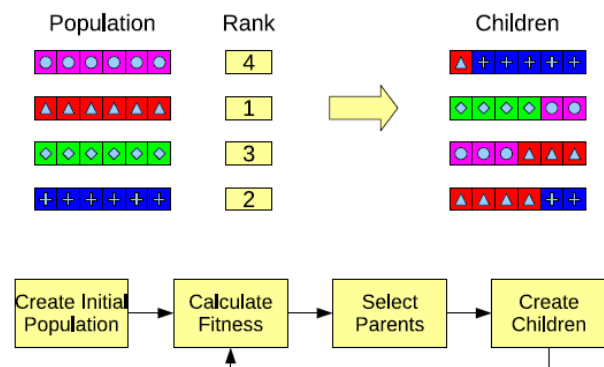 Population Rank Children
4
1
3
2
Create Initial Calculate Select Create
Population Fitness Parents Children